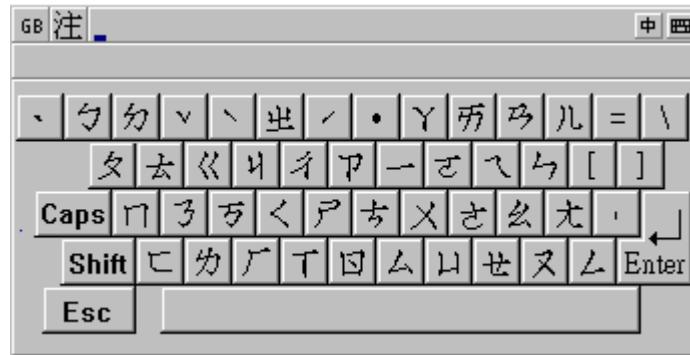 GB 注 中
、 ㄅ ㄉ ˇ ˋ ㄓ ˊ ˙ ㄚ ㄞ ㄢ ㄦ = \
ㄆ ㄊ ㄍ ㄐ ㄔ ㄗ ㄧ ㄛ ㄟ ㄣ [ ]
Caps ㄇ ㄋ ㄎ ㄑ ㄕ ㄘ ㄨ ㄜ ㄠ ㄤ '
Shift ㄈ ㄌ ㄏ ㄒ ㄖ ㄙ ㄩ ㄝ ㄡ ㄥ Enter
Esc